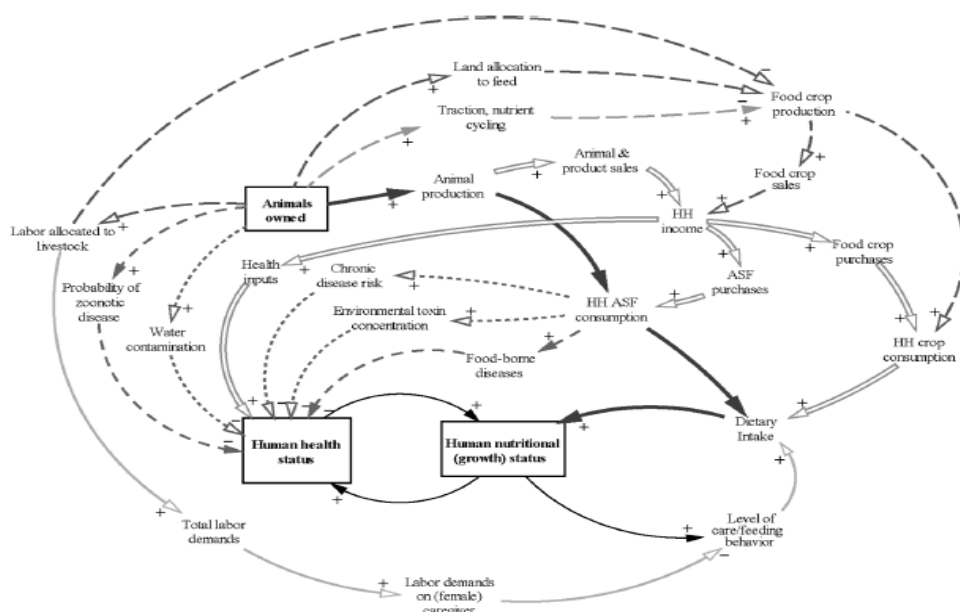 Land allocation
to feed
Food crop
production
Traction, nutrient
cycling
Animal &
product sales
Animal
production
Food crop
sales
Animals
owned
HH
income
Labor allocated to
livestock
Food crop
purchases
Health
inputs
Chronic
disease risk
ASF
purchases
Probability of
zoonotic
disease
HH ASF
consumption
Environmental toxin
concentration
Water
contamination
HH crop
consumption
Food-borne
diseases
Dietary
Intake
Human health
status
Human nutritional
(growth) status
Total labor
demands
Level of
care/feeding
behavior
Labor demands
on (female)
caregiver